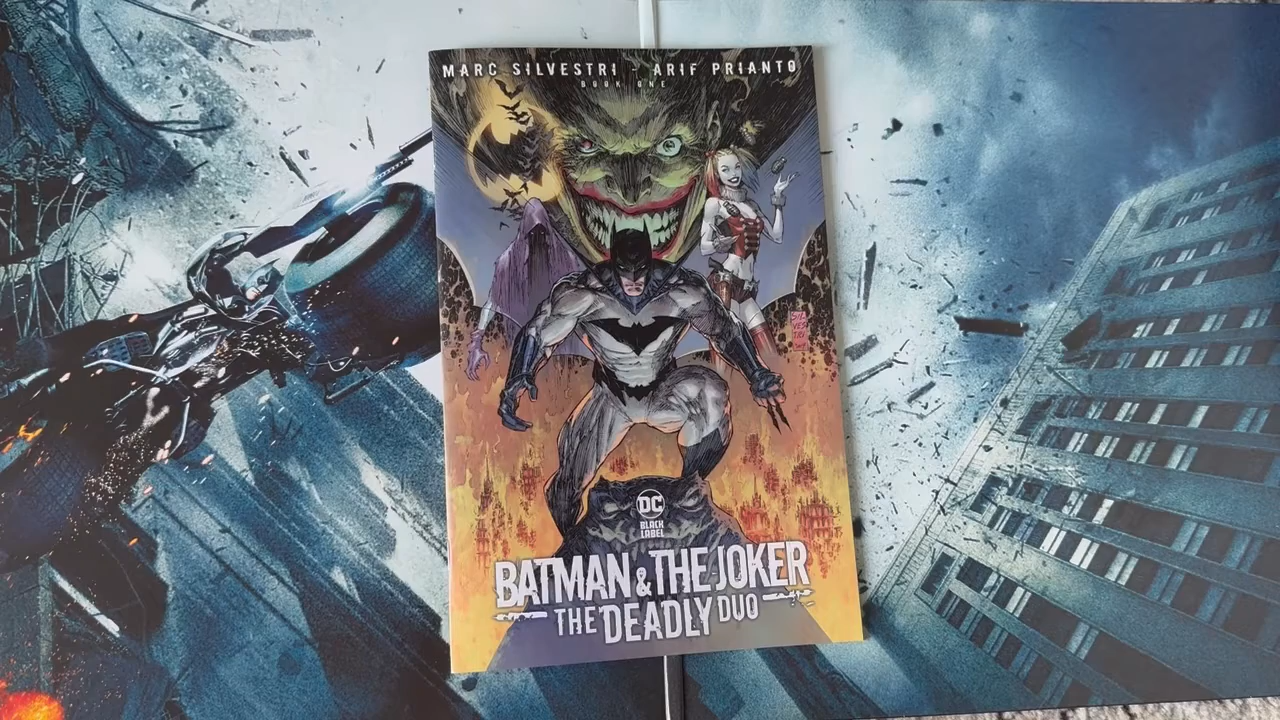 MARC SILVESTRI - ARIF PRIANTO
BOOK ONE
DC
BLACK
LABEL
BATMAN & THE JOKER
THE DEADLY DUO